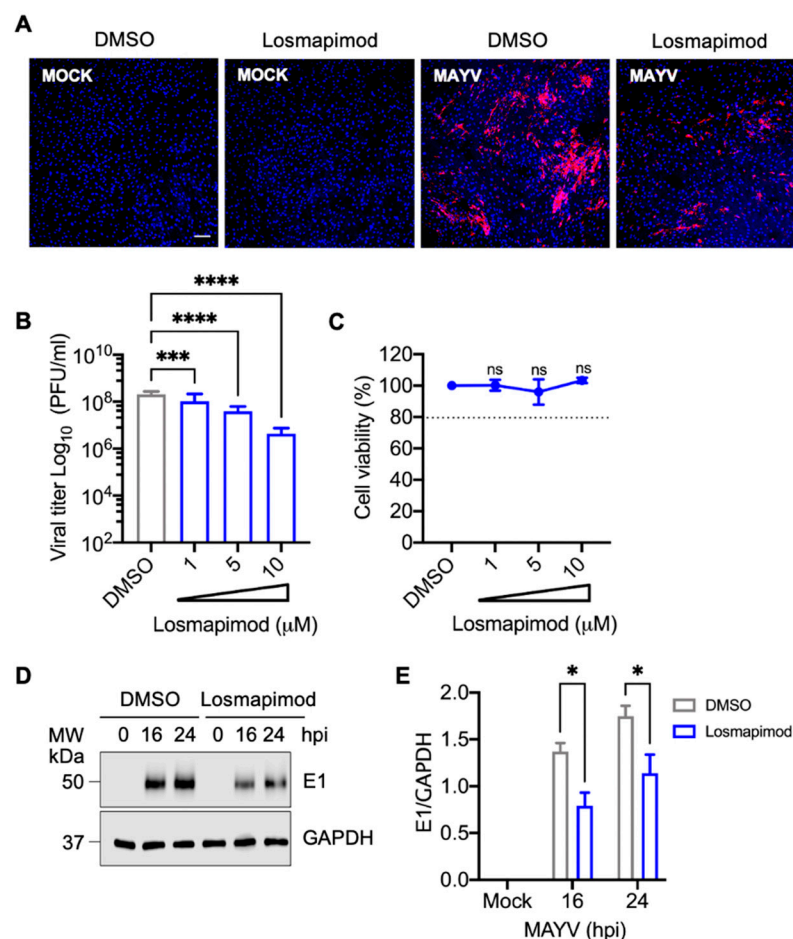 A
DMSO Losmapimod DMSO Losmapimod
MOCK MOCK MAYV MAYV
B
****
****
***
Viral titer Log10 (PFU/ml)
10^10
10^8
10^6
10^4
10^2
DMSO 1 5 10
Losmapimod (μM)
C
ns ns ns
Cell viability (%)
120
100
80
60
40
20
0
DMSO 1 5 10
Losmapimod (μM)
D
DMSO Losmapimod
MW 0 16 24 0 16 24 hpi
kDa
50 E1
37 GAPDH
E
* *
DMSO
Losmapimod
E1/GAPDH
2.0
1.5
1.0
0.5
0.0
Mock 16 24
MAYV (hpi)